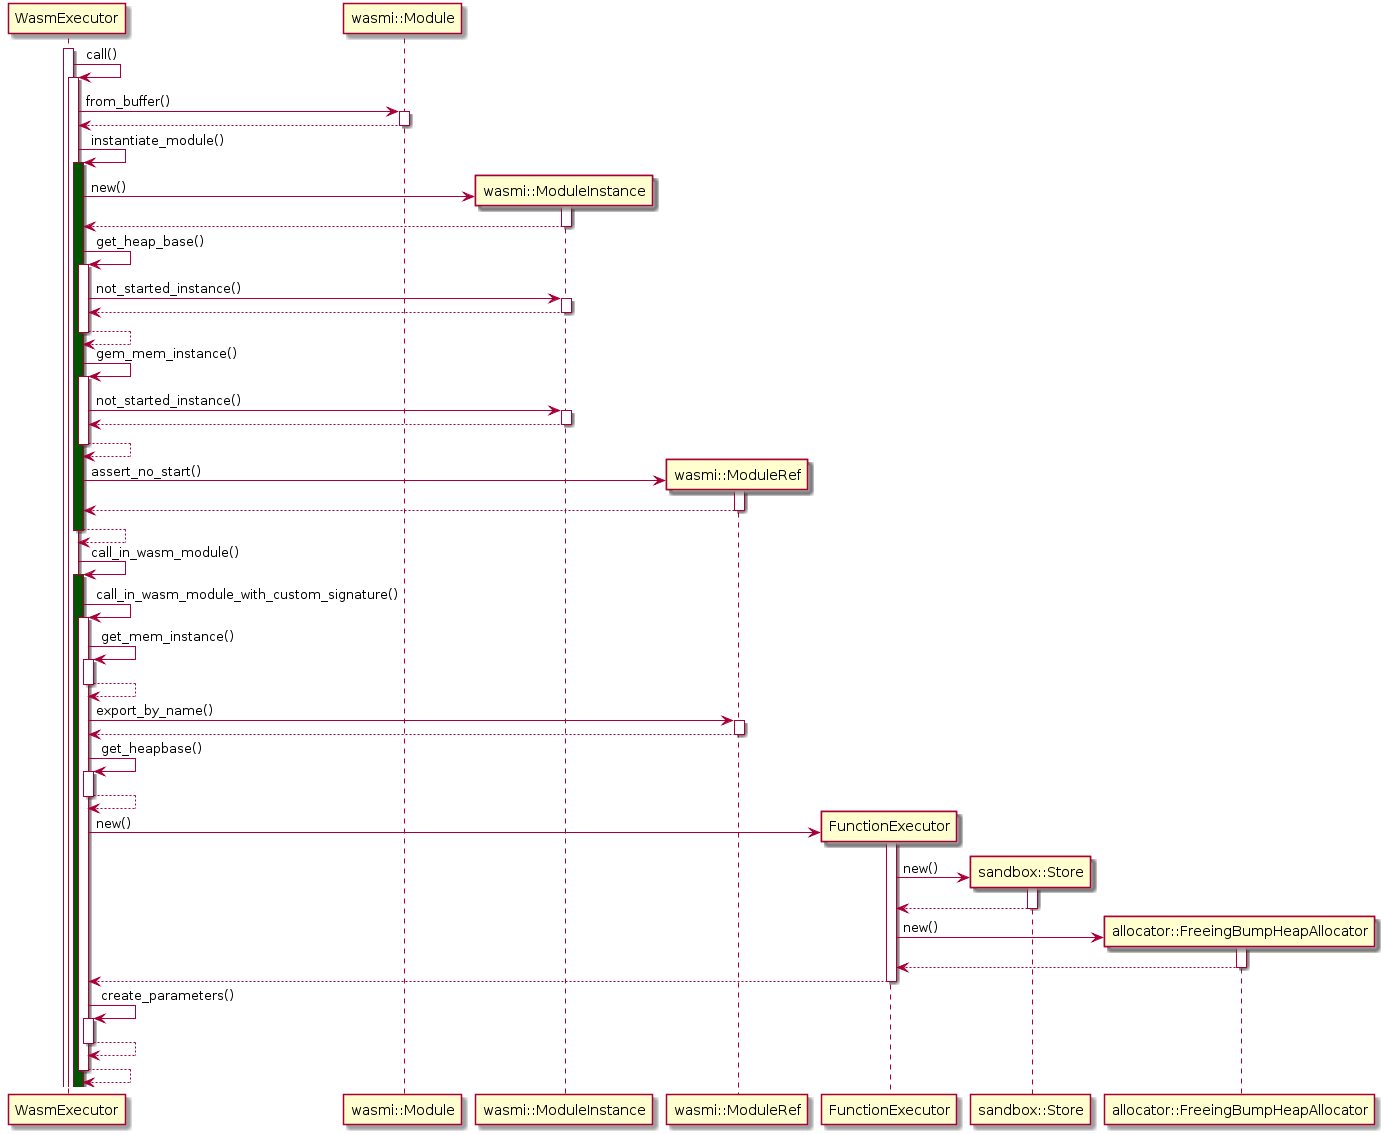 WasmExecutor
wasmi::Module
call()
from_buffer()
instantiate_module()
new()
wasmi::ModuleInstance
get_heap_base()
not_started_instance()
gem_mem_instance()
not_started_instance()
assert_no_start()
wasmi::ModuleRef
call_in_wasm_module()
call_in_wasm_module_with_custom_signature()
get_mem_instance()
export_by_name()
get_heapbase()
new()
FunctionExecutor
new()
sandbox::Store
new()
allocator::FreeingBumpHeapAllocator
create_parameters()
WasmExecutor
wasmi::Module
wasmi::ModuleInstance
wasmi::ModuleRef
FunctionExecutor
sandbox::Store
allocator::FreeingBumpHeapAllocator